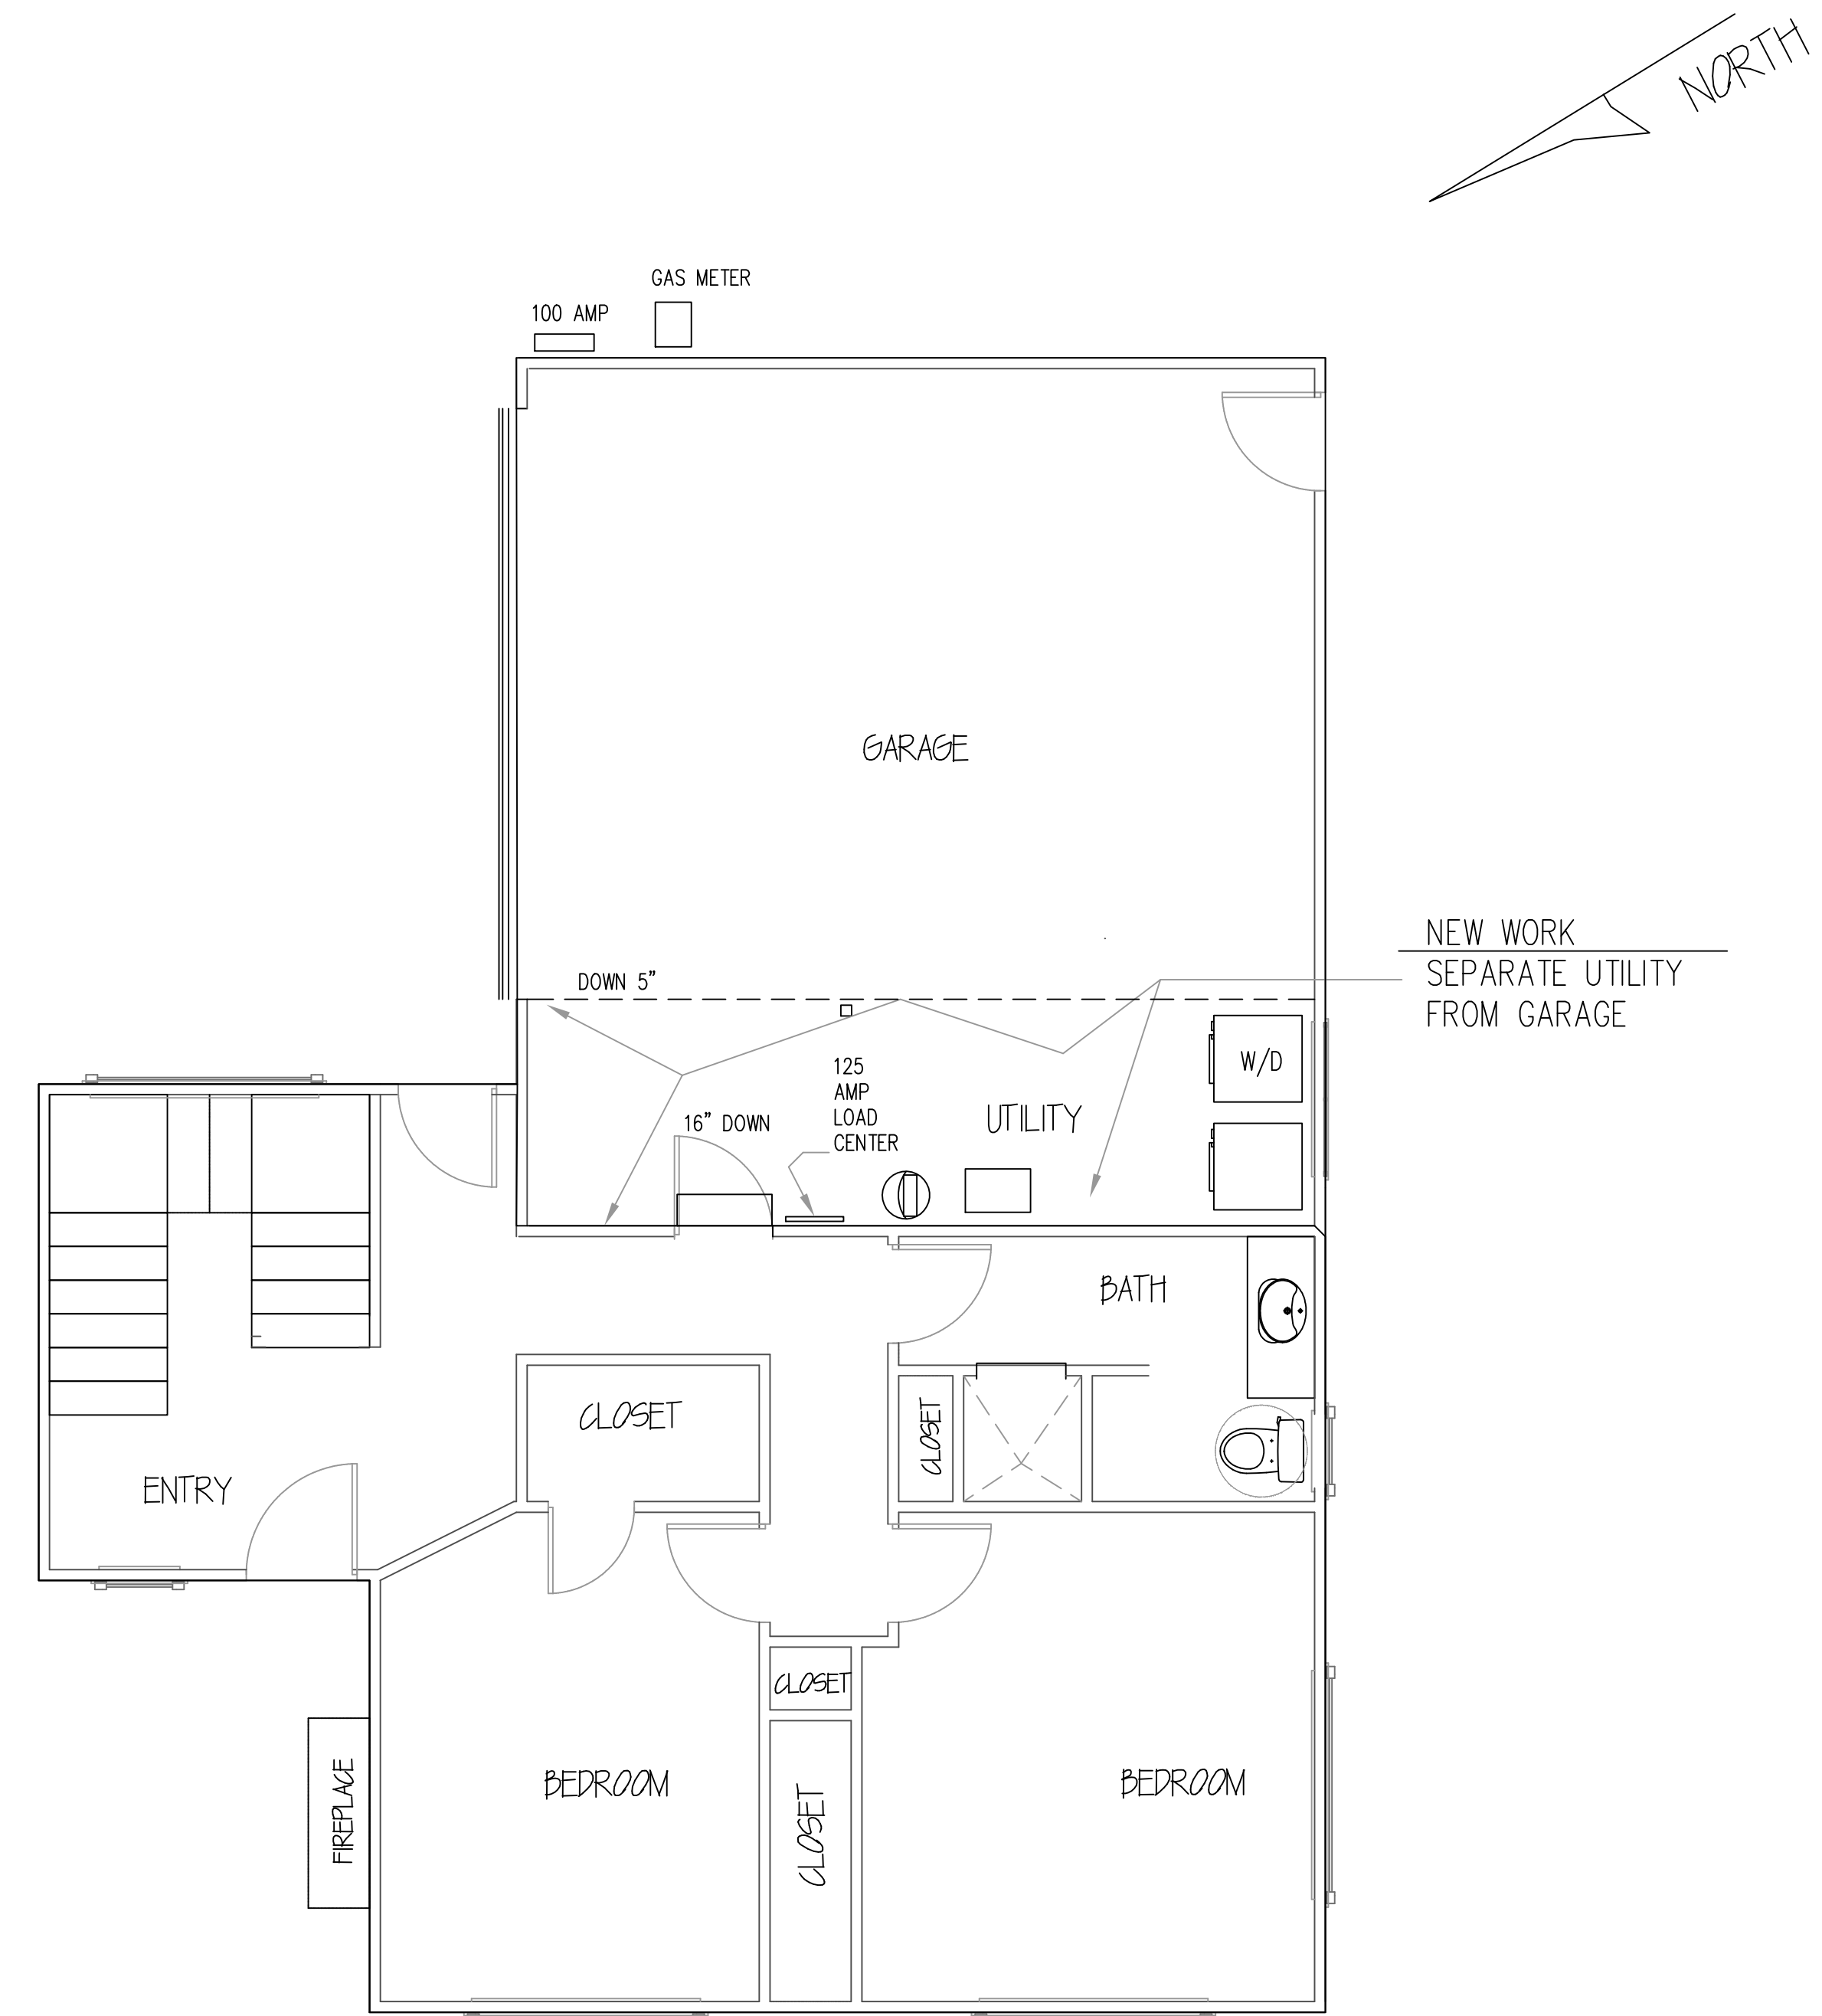 NORTH
GAS METER
100 AMP
GARAGE
NEW WORK
SEPARATE UTILITY
FROM GARAGE
DOWN 5"
125
AMP
LOAD
CENTER
W/D
UTILITY
16" DOWN
BATH
CLOSET
CLOSET
ENTRY
CLOSET
BEDROOM
BEDROOM
FIREPLACE
CLOSET